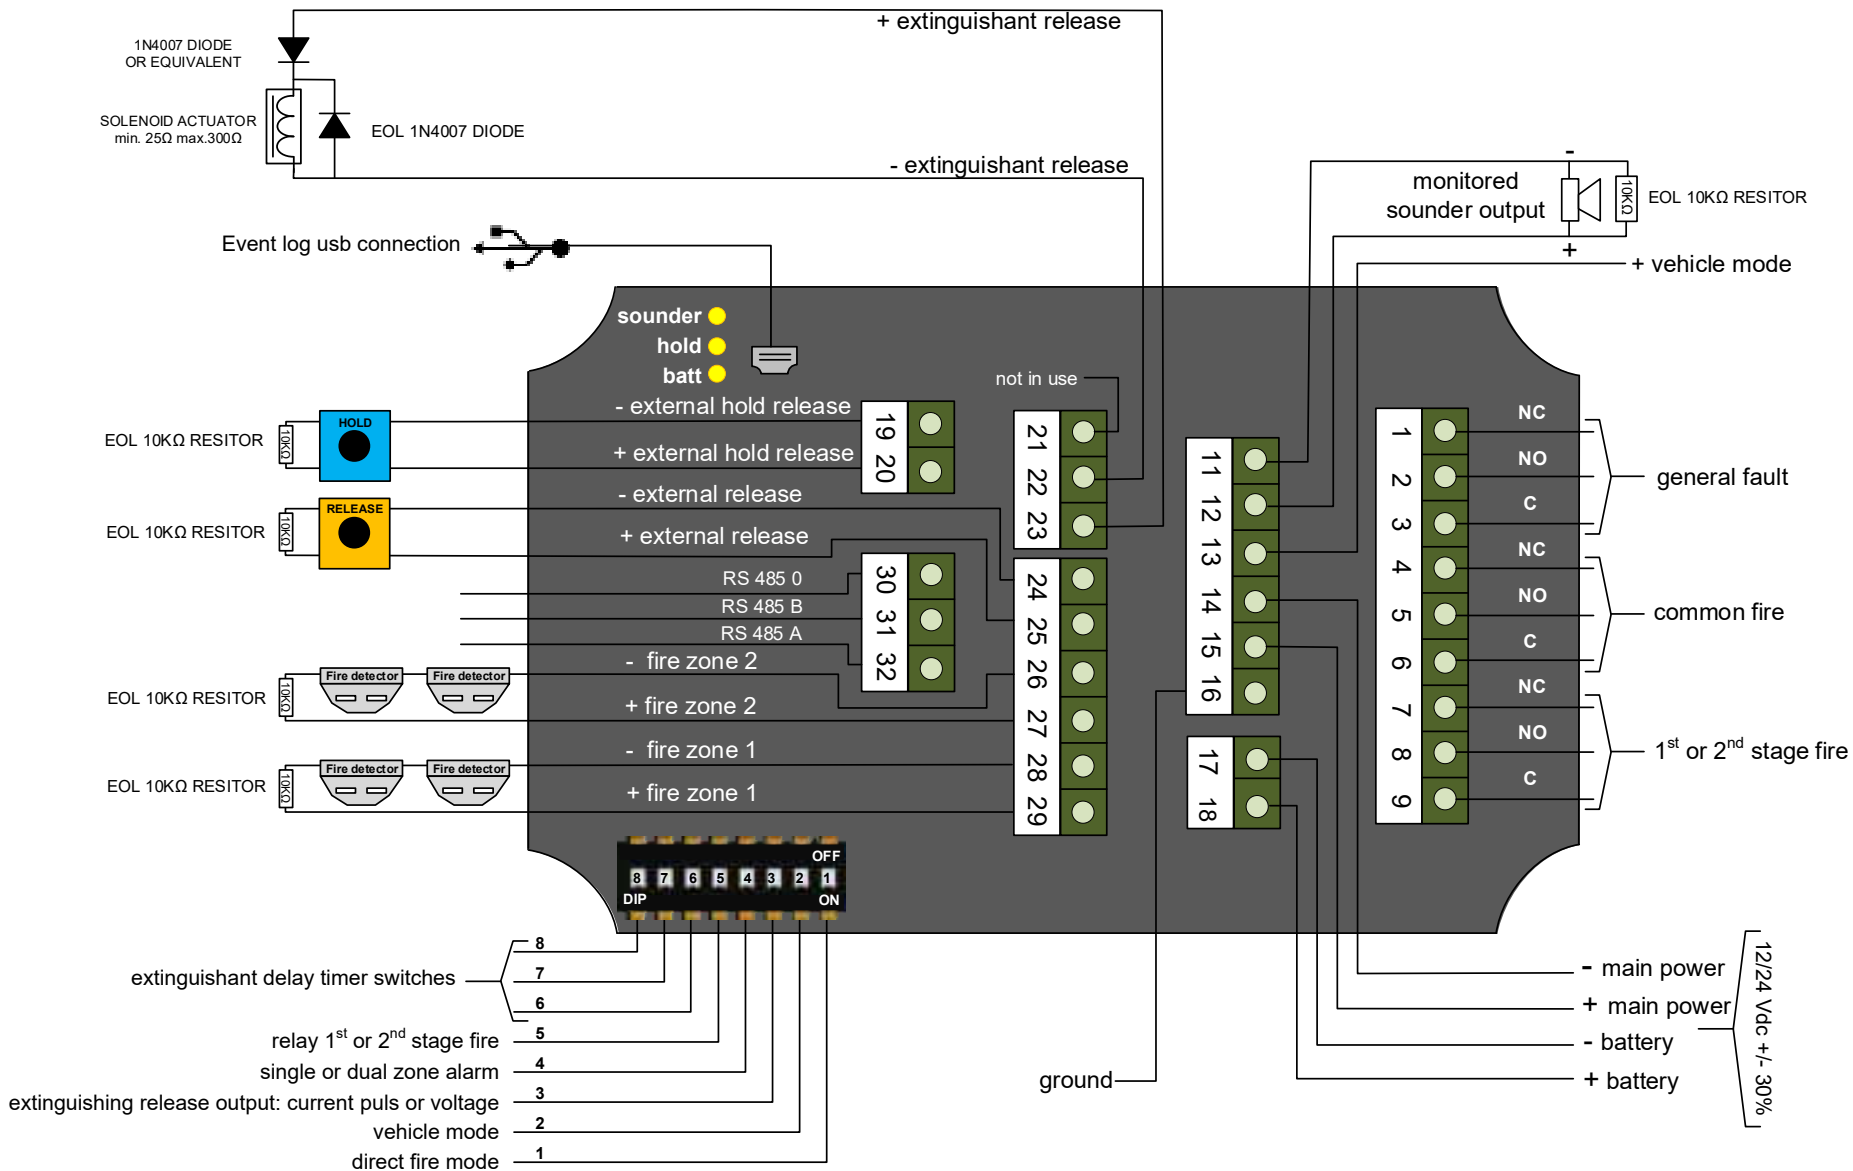 + extinguishant release
1N4007 DIODE
OR EQUIVALENT
SOLENOID ACTUATOR
min. 25Ω max.300Ω
EOL 1N4007 DIODE
- extinguishant release
-
monitored
sounder output
10KΩ
EOL 10KΩ RESITOR
+
+ vehicle mode
Event log usb connection
sounder
hold
batt
not in use
- external hold release
+ external hold release
EOL 10KΩ RESITOR
10KΩ
HOLD
19
20
- external release
+ external release
EOL 10KΩ RESITOR
10KΩ
RELEASE
RS 485 0
RS 485 B
RS 485 A
30
31
32
- fire zone 2
+ fire zone 2
EOL 10KΩ RESITOR
10KΩ
Fire detector
Fire detector
- fire zone 1
+ fire zone 1
EOL 10KΩ RESITOR
10KΩ
Fire detector
Fire detector
21
22
23
24
25
26
27
28
29
11
12
13
14
15
16
17
18
1
2
3
4
5
6
7
8
9
NC
NO
C
NC
NO
C
NC
NO
C
general fault
common fire
1st or 2nd stage fire
OFF
8 7 6 5 4 3 2 1
DIP
ON
8
extinguishant delay timer switches
7
6
relay 1st or 2nd stage fire 5
single or dual zone alarm 4
extinguishing release output: current puls or voltage 3
vehicle mode 2
direct fire mode 1
ground
- main power
+ main power
- battery
+ battery
12/24 Vdc +/- 30%